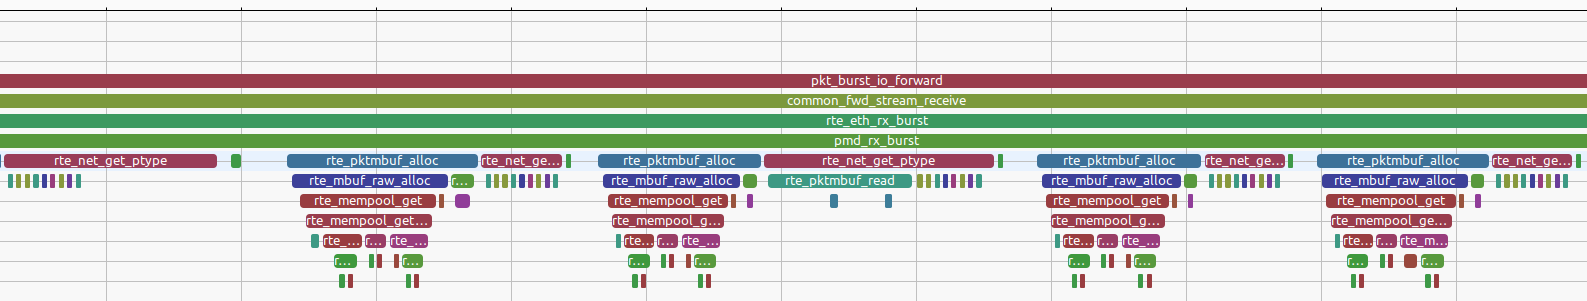 pkt_burst_io_forward
common_fwd_stream_receive
rte_eth_rx_burst
pmd_rx_burst
rte_net_get_ptype rte_pktmbuf_alloc rte_net_ge... rte_pktmbuf_alloc rte_net_get_ptype rte_pktmbuf_alloc rte_net_ge... rte_pktmbuf_alloc rte_net_ge...
rte_mbuf_raw_alloc r... rte_mbuf_raw_alloc rte_pktmbuf_read rte_mbuf_raw_alloc rte_mbuf_raw_alloc
rte_mempool_get rte_mempool_get rte_mempool_get rte_mempool_get
rte_mempool_get... rte_mempool_g... rte_mempool_g... rte_mempool_ge...
rte_... r... rte_... rte... r... rte_... rte... r... rte_... rte... r... rte_m...
r... r... r... r... r... r... r... r...